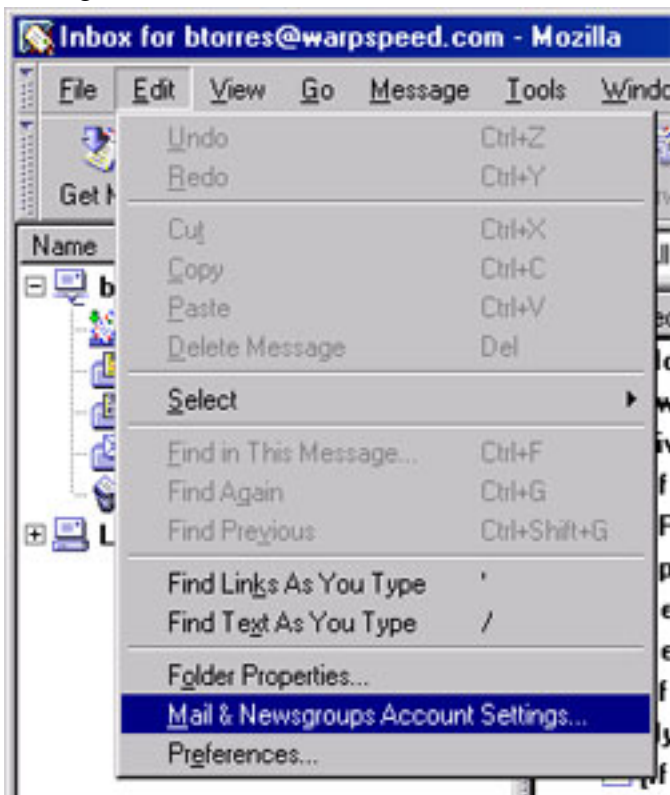 Inbox for btorres@warpspeed.com - Mozilla
File Edit View Go Message Tools
Undo Ctrl+Z
Redo Ctrl+Y
Get
Cut Ctrl+X
Name
Copy Ctrl+C
Paste Ctrl+V
Delete Message Del
Select
Find in This Message... Ctrl+F
Find Again Ctrl+G
Find Previous Ctrl+Shift+G
Find Links As You Type '
Find Text As You Type /
Folder Properties...
Mail & Newsgroups Account Settings...
Preferences...